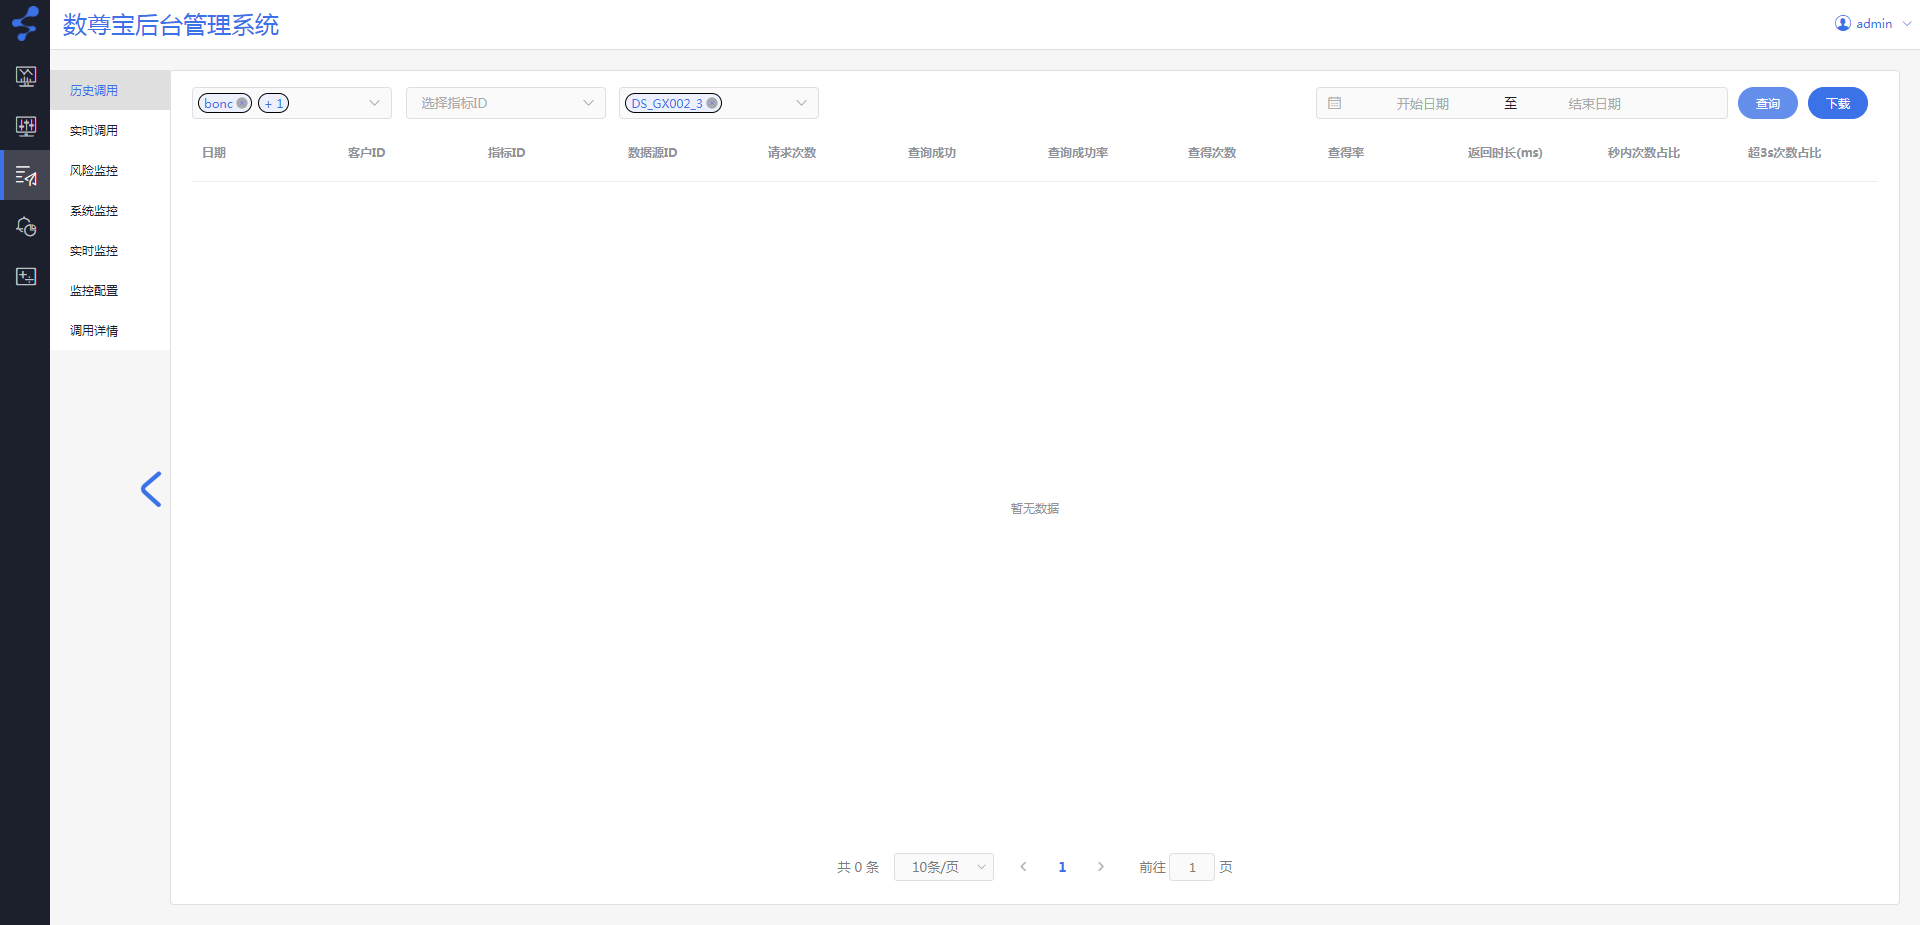 数尊宝后台管理系统
admin
历史调用
实时调用
风险监控
系统监控
实时监控
监控配置
调用详情
bonc + 1 选择指标ID DS_GX002_3 开始日期 至 结束日期 查询 下载
日期 客户ID 指标ID 数据源ID 请求次数 查询成功 查询成功率 查得次数 查得率 返回时长(ms) 秒内次数占比 超3s次数占比
暂无数据
共 0 条 10条/页 1 前往 1 页